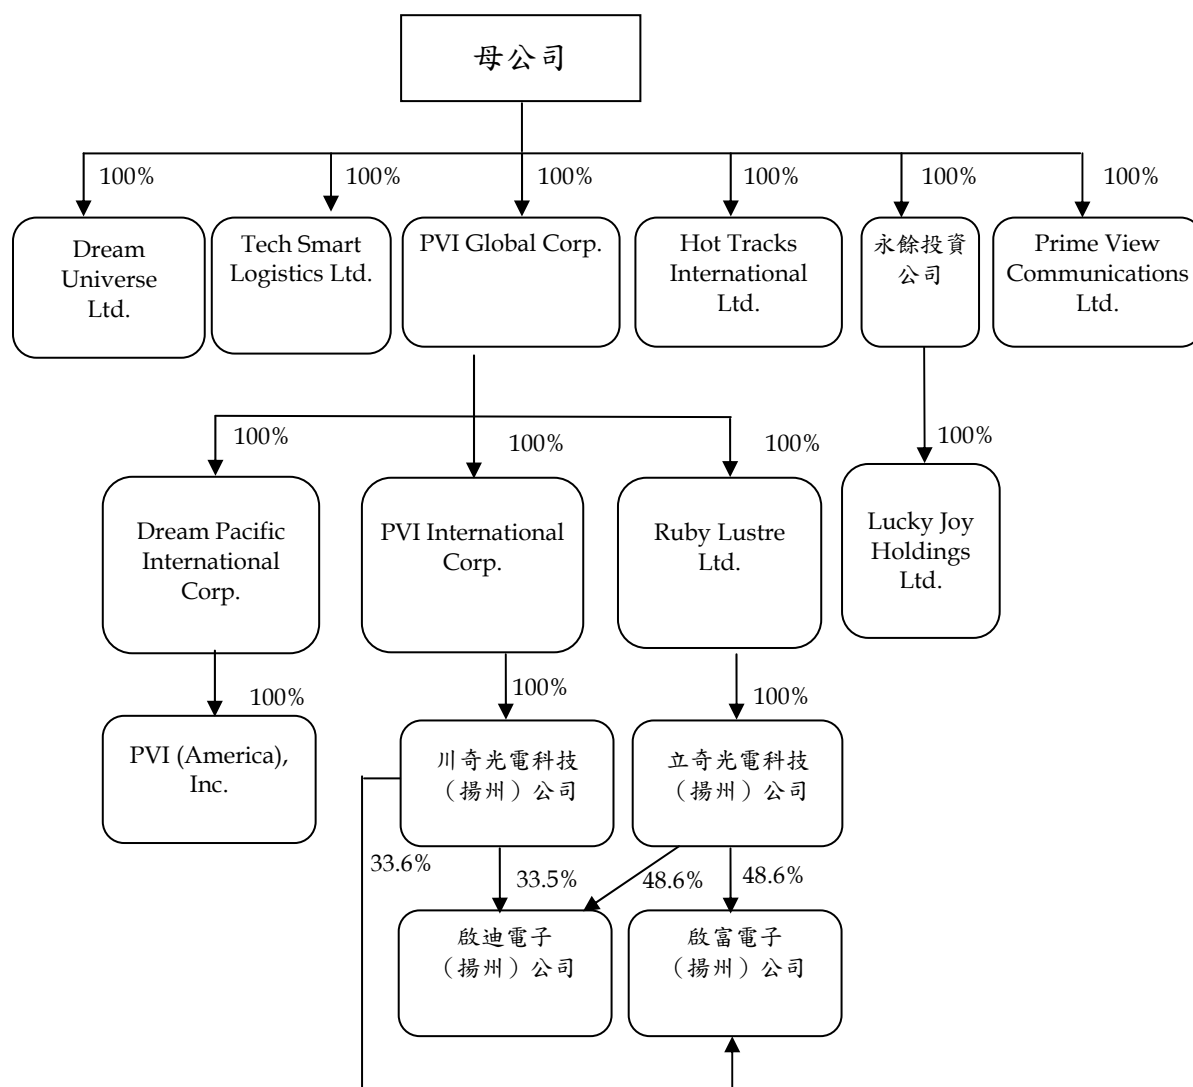 母公司
100%
100%
100%
100%
100%
100%
Dream
Universe
Ltd.
Tech Smart
Logistics Ltd.
PVI Global Corp.
Hot Tracks
International
Ltd.
永餘投資
公司
Prime View
Communications
Ltd.
100%
100%
100%
100%
Dream Pacific
International
Corp.
PVI International
Corp.
Ruby Lustre
Ltd.
Lucky Joy
Holdings
Ltd.
100%
100%
100%
PVI (America),
Inc.
川奇光電科技
（揚州）公司
立奇光電科技
（揚州）公司
33.6%
33.5%
48.6%
48.6%
啟迪電子
（揚州）公司
啟富電子
（揚州）公司